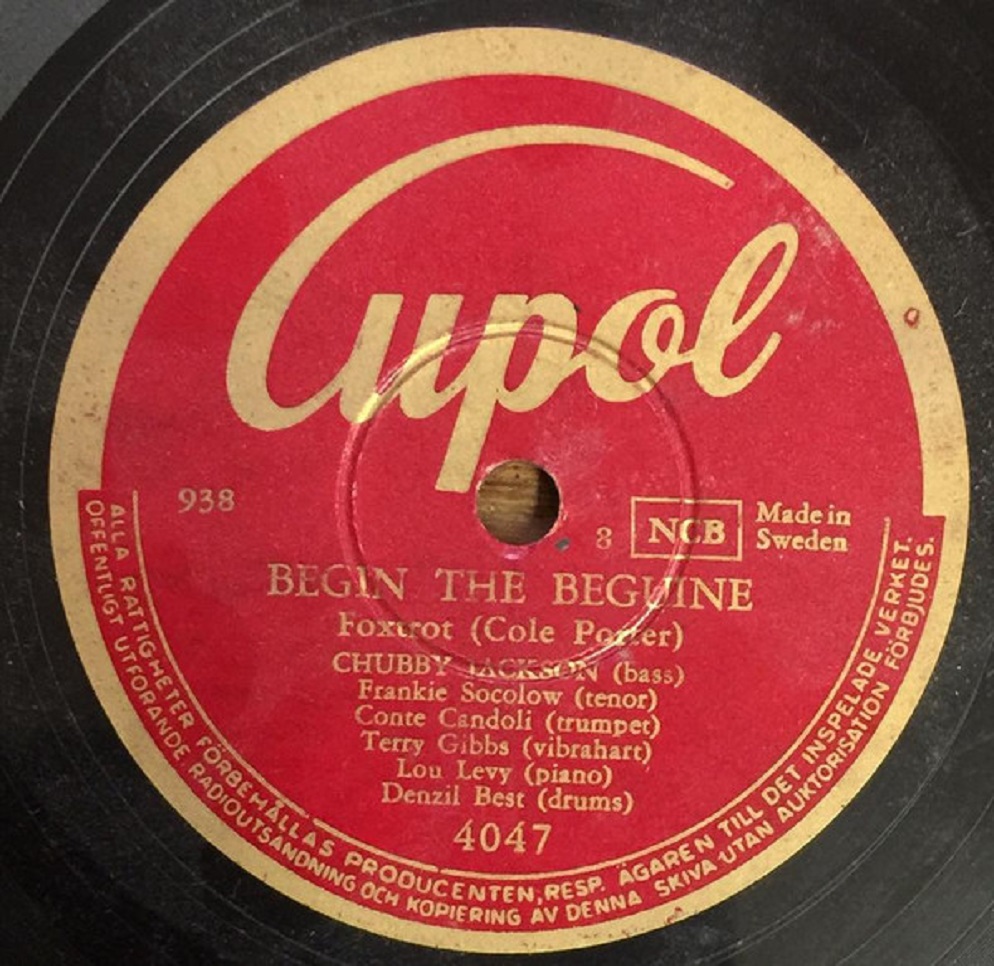 Cupol
938
8 NCB Made in
Sweden
BEGIN THE BEGUINE
Foxtrot (Cole Porter)
CHUBBY JACKSON (bass)
Frankie Socolow (tenor)
Conte Candoli (trumpet)
Terry Gibbs (vibrahart)
Lou Levy (piano)
Denzil Best (drums)
4047
ALLA RÄTTIGHETER FÖRBEHÅLLAS PRODUCENTEN, RESP. ÄGAREN TILL DET INSPELADE VERKET.
OFFENTLIGT UTFÖRANDE RADIOUTSÄNDNING OCH KOPIERING AV DENNA SKIVA UTAN AUKTORISATION FÖRBJUDES.